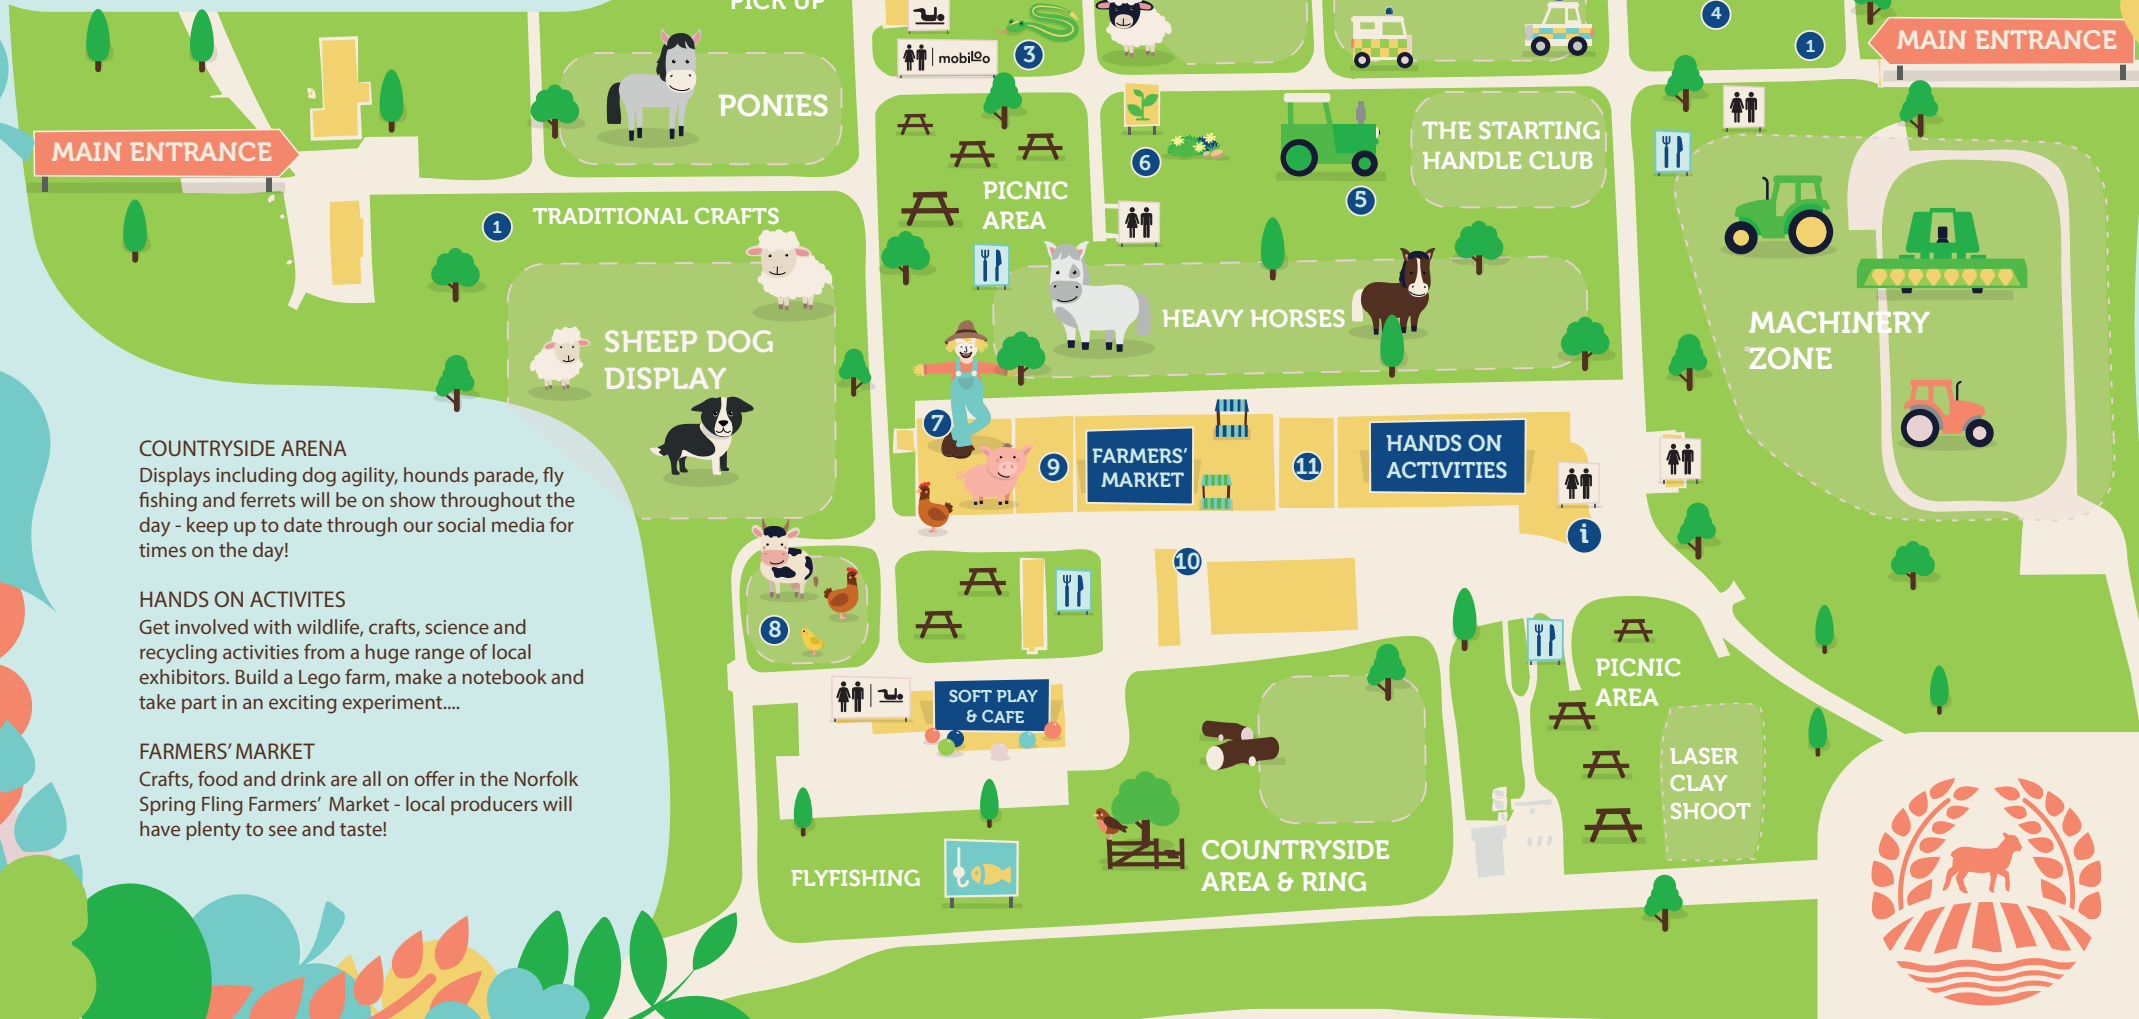 PICK UP
mobiloo
3
4
1
MAIN ENTRANCE
PONIES
MAIN ENTRANCE
THE STARTING
HANDLE CLUB
6
5
PICNIC
AREA
1
TRADITIONAL CRAFTS
HEAVY HORSES
MACHINERY
ZONE
SHEEP DOG
DISPLAY
7
9
FARMERS'
MARKET
11
HANDS ON
ACTIVITIES
i
10
8
COUNTRYSIDE ARENA
Displays including dog agility, hounds parade, fly
fishing and ferrets will be on show throughout the
day - keep up to date through our social media for
times on the day!
HANDS ON ACTIVITES
Get involved with wildlife, crafts, science and
recycling activities from a huge range of local
exhibitors. Build a Lego farm, make a notebook and
take part in an exciting experiment....
FARMERS' MARKET
Crafts, food and drink are all on offer in the Norfolk
Spring Fling Farmers' Market - local producers will
have plenty to see and taste!
SOFT PLAY
& CAFE
PICNIC
AREA
LASER
CLAY
SHOOT
FLYFISHING
COUNTRYSIDE
AREA & RING